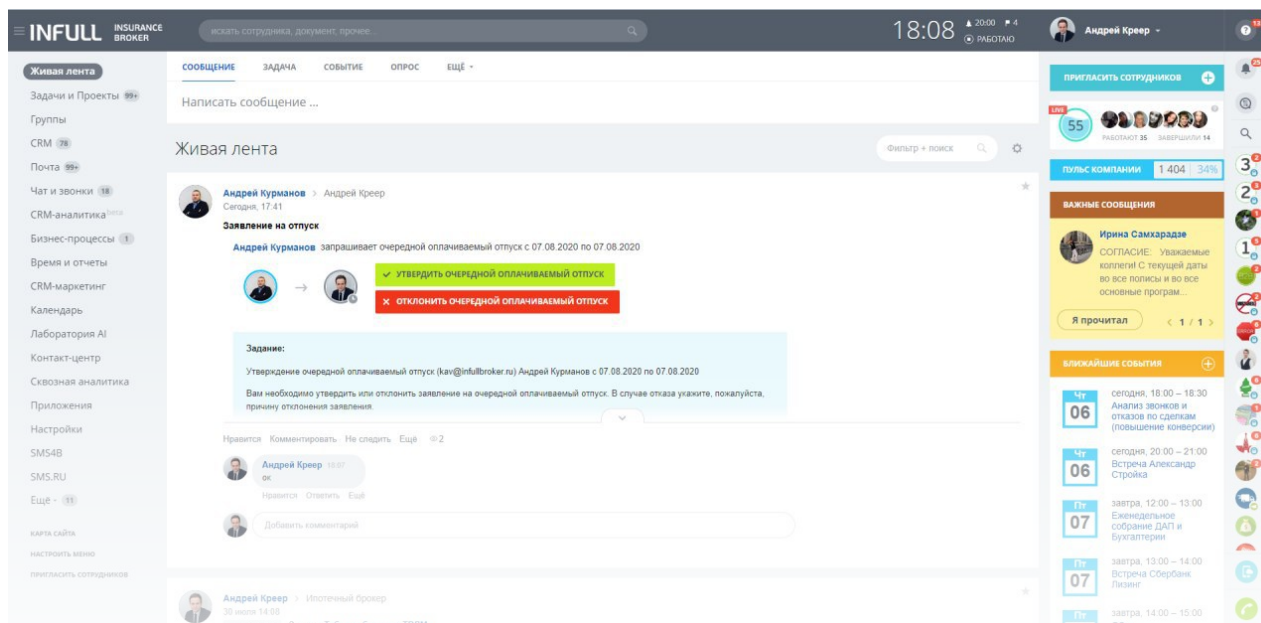 INFULL INSURANCE BROKER
искать сотрудника, документ, прочее...
18:08
20:00 4
РАБОТАЮ
Андрей Креер
Живая лента
Задачи и Проекты 99+
Группы
CRM 78
Почта 99+
Чат и звонки 18
CRM-аналитика beta
Бизнес-процессы 1
Время и отчеты
CRM-маркетинг
Календарь
Лаборатория AI
Контакт-центр
Сквозная аналитика
Приложения
Настройки
SMS4B
SMS.RU
Ещё - 11
КАРТА САЙТА
НАСТРОИТЬ МЕНЮ
ПРИГЛАСИТЬ СОТРУДНИКОВ
СООБЩЕНИЕ ЗАДАЧА СОБЫТИЕ ОПРОС ЕЩЁ
Написать сообщение ...
Живая лента
Фильтр + поиск
Андрей Курманов > Андрей Креер
Сегодня, 17:41
Заявление на отпуск
Андрей Курманов запрашивает очередной оплачиваемый отпуск с 07.08.2020 по 07.08.2020
УТВЕРДИТЬ ОЧЕРЕДНОЙ ОПЛАЧИВАЕМЫЙ ОТПУСК
ОТКЛОНИТЬ ОЧЕРЕДНОЙ ОПЛАЧИВАЕМЫЙ ОТПУСК
Задание:
Утверждение очередной оплачиваемый отпуск (kav@infullbroker.ru) Андрей Курманов с 07.08.2020 по 07.08.2020
Вам необходимо утвердить или отклонить заявление на очередной оплачиваемый отпуск. В случае отказа укажите, пожалуйста,
причину отклонения заявления.
Нравится Комментировать Не следить Ещё 2
Андрей Креер 18:07
ок
Нравится Ответить Ещё
Добавить комментарий
Андрей Креер > Ипотечный брокер
30 июля 14:08
ПРИГЛАСИТЬ СОТРУДНИКОВ
LIVE
55
РАБОТАЮТ 35 ЗАВЕРШИЛИ 14
ПУЛЬС КОМПАНИИ 1 404 34%
ВАЖНЫЕ СООБЩЕНИЯ
Ирина Самхарадзе
СОГЛАСИЕ: Уважаемые
коллеги! С текущей даты
во все полисы и во все
основные програм...
Я прочитал
< 1 / 1 >
БЛИЖАЙШИЕ СОБЫТИЯ
Чт
06
сегодня, 18:00 – 18:30
Анализ звонков и
отказов по сделкам
(повышение конверсии)
Чт
06
сегодня, 20:00 – 21:00
Встреча Александр
Стройка
Пт
07
завтра, 12:00 – 13:00
Еженедельное
собрание ДАП и
Бухгалтерии
Пт
07
завтра, 13:00 – 14:00
Встреча Сбербанк
Лизинг
Пт
завтра, 14:00 – 15:00